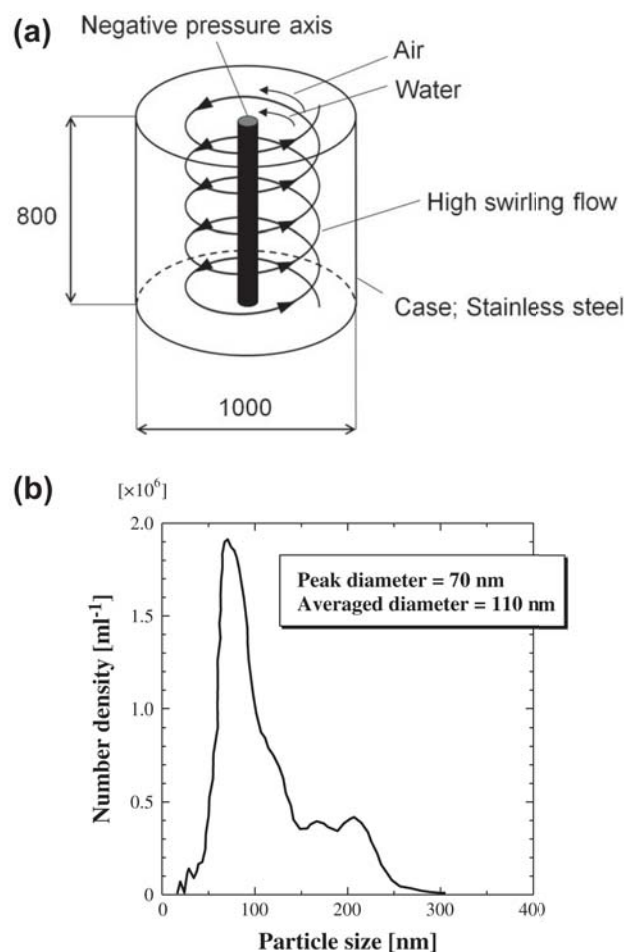 (a)
Negative pressure axis
Air
Water
800
High swirling flow
Case; Stainless steel
1000
(b)
[×10⁶]
2.0
1.5
1.0
0.5
0
Number density [ml⁻¹]
Peak diameter = 70 nm
Averaged diameter = 110 nm
0 100 200 300 400
Particle size [nm]